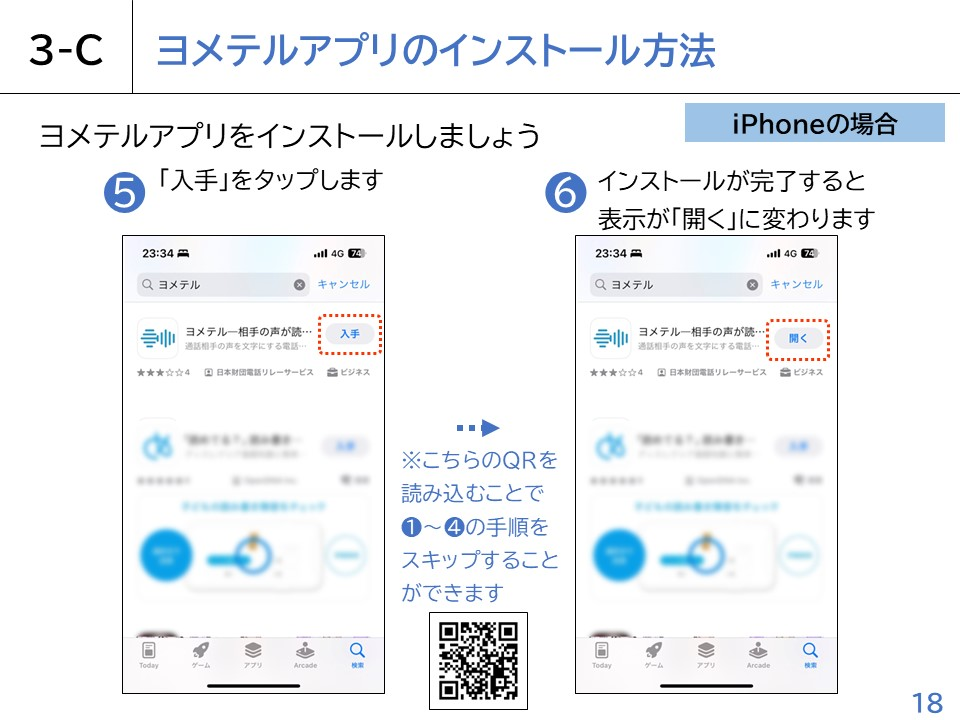 3-C
ヨメテルアプリのインストール方法
iPhoneの場合
ヨメテルアプリをインストールしましょう
❺
「入手」をタップします
23:34
4G 74
ヨメテル
キャンセル
ヨメテル―相手の声が読…
通話相手の声を文字にする電話…
入手
★★★☆☆4
日本財団電話リレーサービス
ビジネス
Today
ゲーム
アプリ
Arcade
検索
※こちらのQRを
読み込むことで
❶～❹の手順を
スキップすること
ができます
❻
インストールが完了すると
表示が「開く」に変わります
23:34
4G 74
ヨメテル
キャンセル
ヨメテル―相手の声が読…
通話相手の声を文字にする電話…
開く
★★★☆☆4
日本財団電話リレーサービス
ビジネス
Today
ゲーム
アプリ
Arcade
検索
18